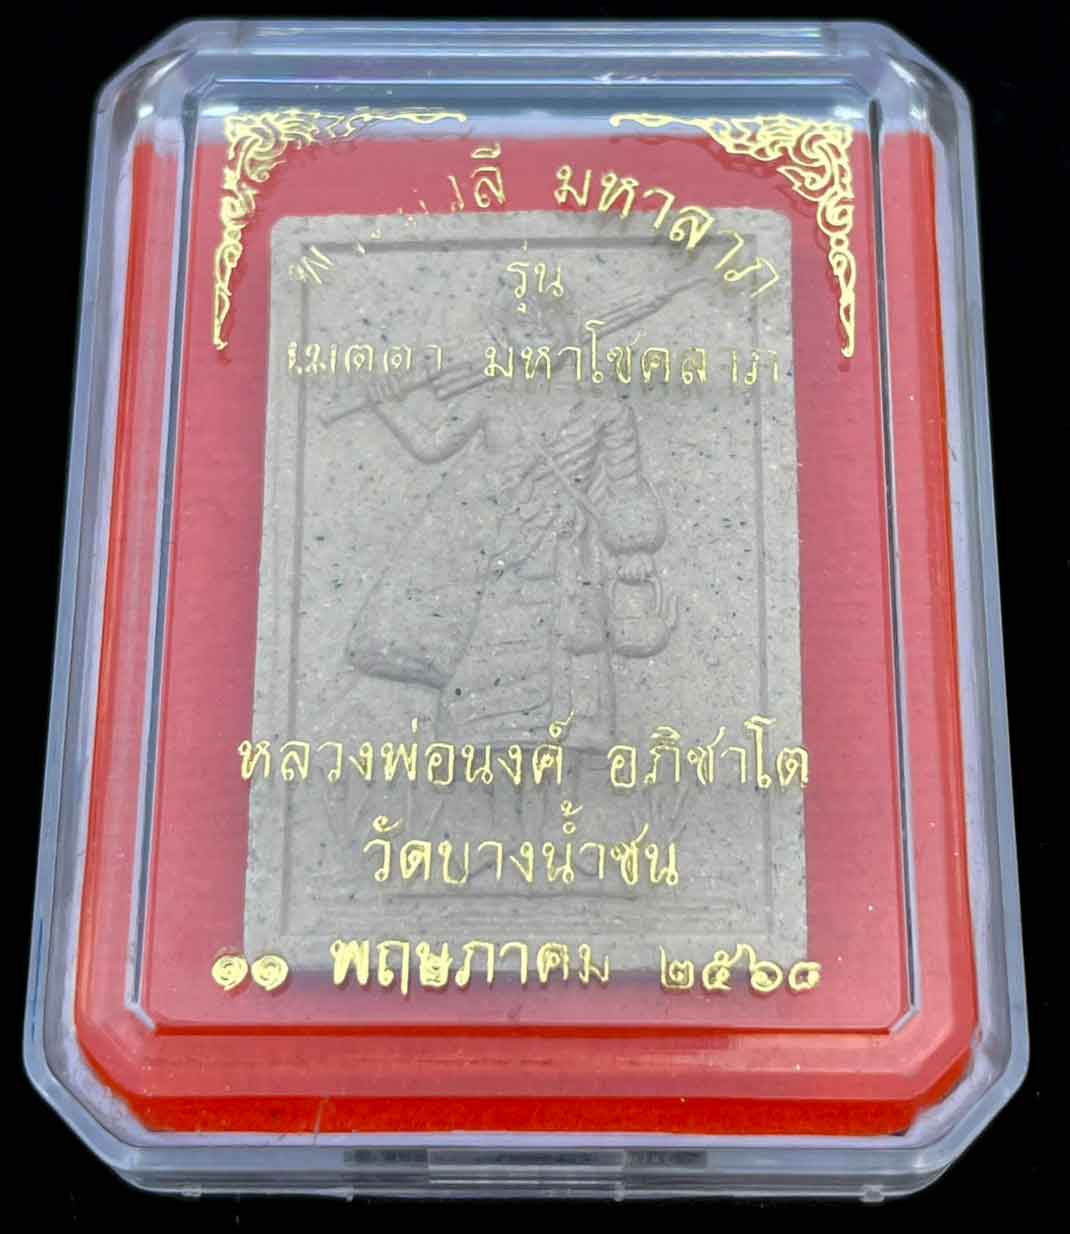 มหาลาภ
รุ่น
เมตตา มหาโชคลาภ
หลวงพ่อนงค์ อภิชาโต
วัดบางน้ำชน
๑๑ พฤษภาคม ๒๕๖๘